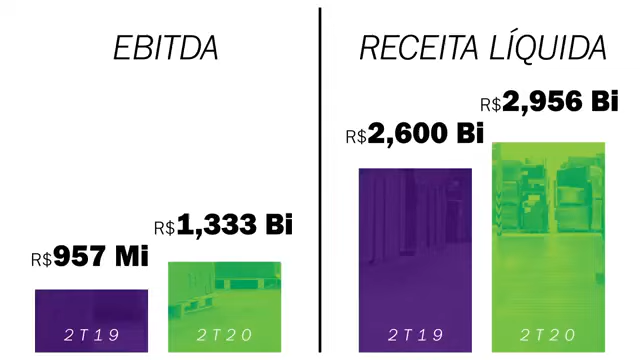 EBITDA
R$957 Mi
R$1,333 Bi
2T19
2T20
RECEITA LÍQUIDA
R$2,600 Bi
R$2,956 Bi
2T19
2T20